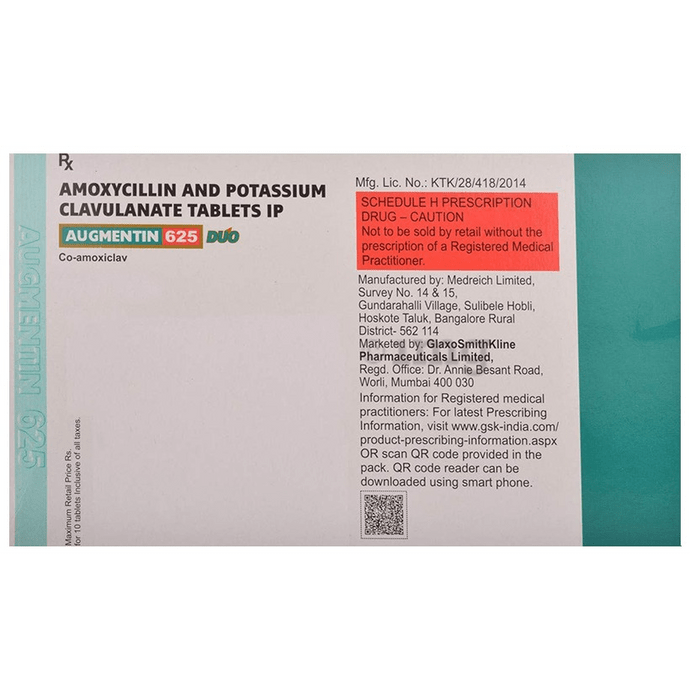 AUGMENTIN 625
Rx
AMOXYCILLIN AND POTASSIUM
CLAVULANATE TABLETS IP
AUGMENTIN 625 DUO
Co-amoxiclav
Maximum Retail Price Rs.
for 10 tablets Inclusive of all taxes.
Mfg. Lic. No.: KTK/28/418/2014
SCHEDULE H PRESCRIPTION
DRUG – CAUTION
Not to be sold by retail without the
prescription of a Registered Medical
Practitioner.
Manufactured by: Medreich Limited,
Survey No. 14 & 15,
Gundarahalli Village, Sulibele Hobli,
Hoskote Taluk, Bangalore Rural
District- 562 114
Marketed by: GlaxoSmithKline
Pharmaceuticals Limited,
Regd. Office: Dr. Annie Besant Road,
Worli, Mumbai 400 030
Information for Registered medical
practitioners: For latest Prescribing
Information, visit www.gsk-india.com/
product-prescribing-information.aspx
OR scan QR code provided in the
pack. QR code reader can be
downloaded using smart phone.